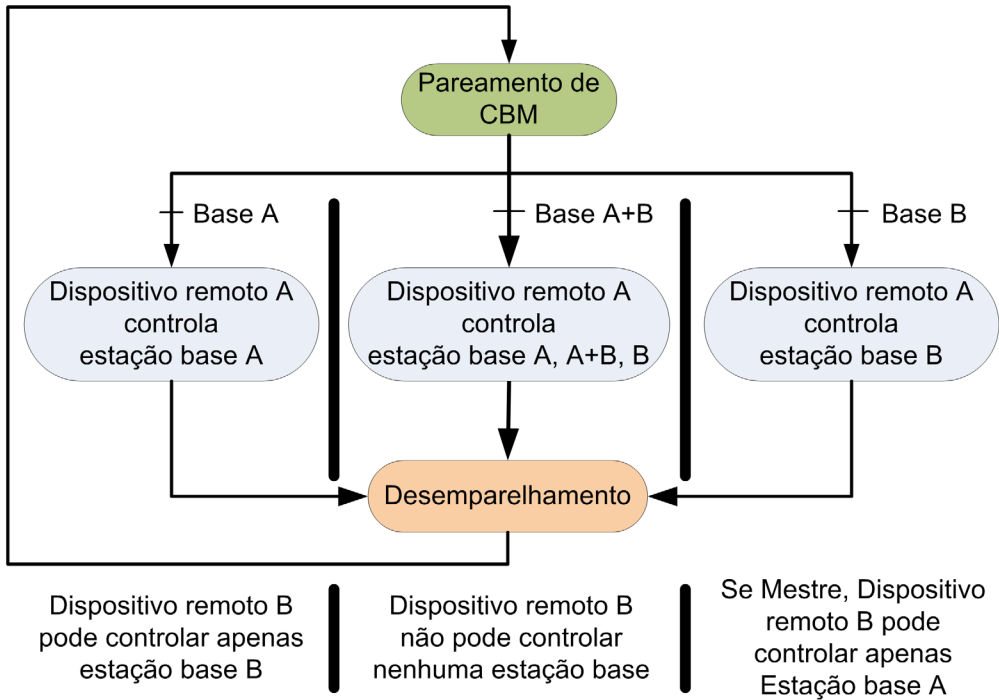 Pareamento de
CBM
Base A
Base A+B
Base B
Dispositivo remoto A
controla
estação base A
Dispositivo remoto A
controla
estação base A, A+B, B
Dispositivo remoto A
controla
estação base B
Desemparelhamento
Dispositivo remoto B
pode controlar apenas
estação base B
Dispositivo remoto B
não pode controlar
nenhuma estação base
Se Mestre, Dispositivo
remoto B pode
controlar apenas
Estação base A